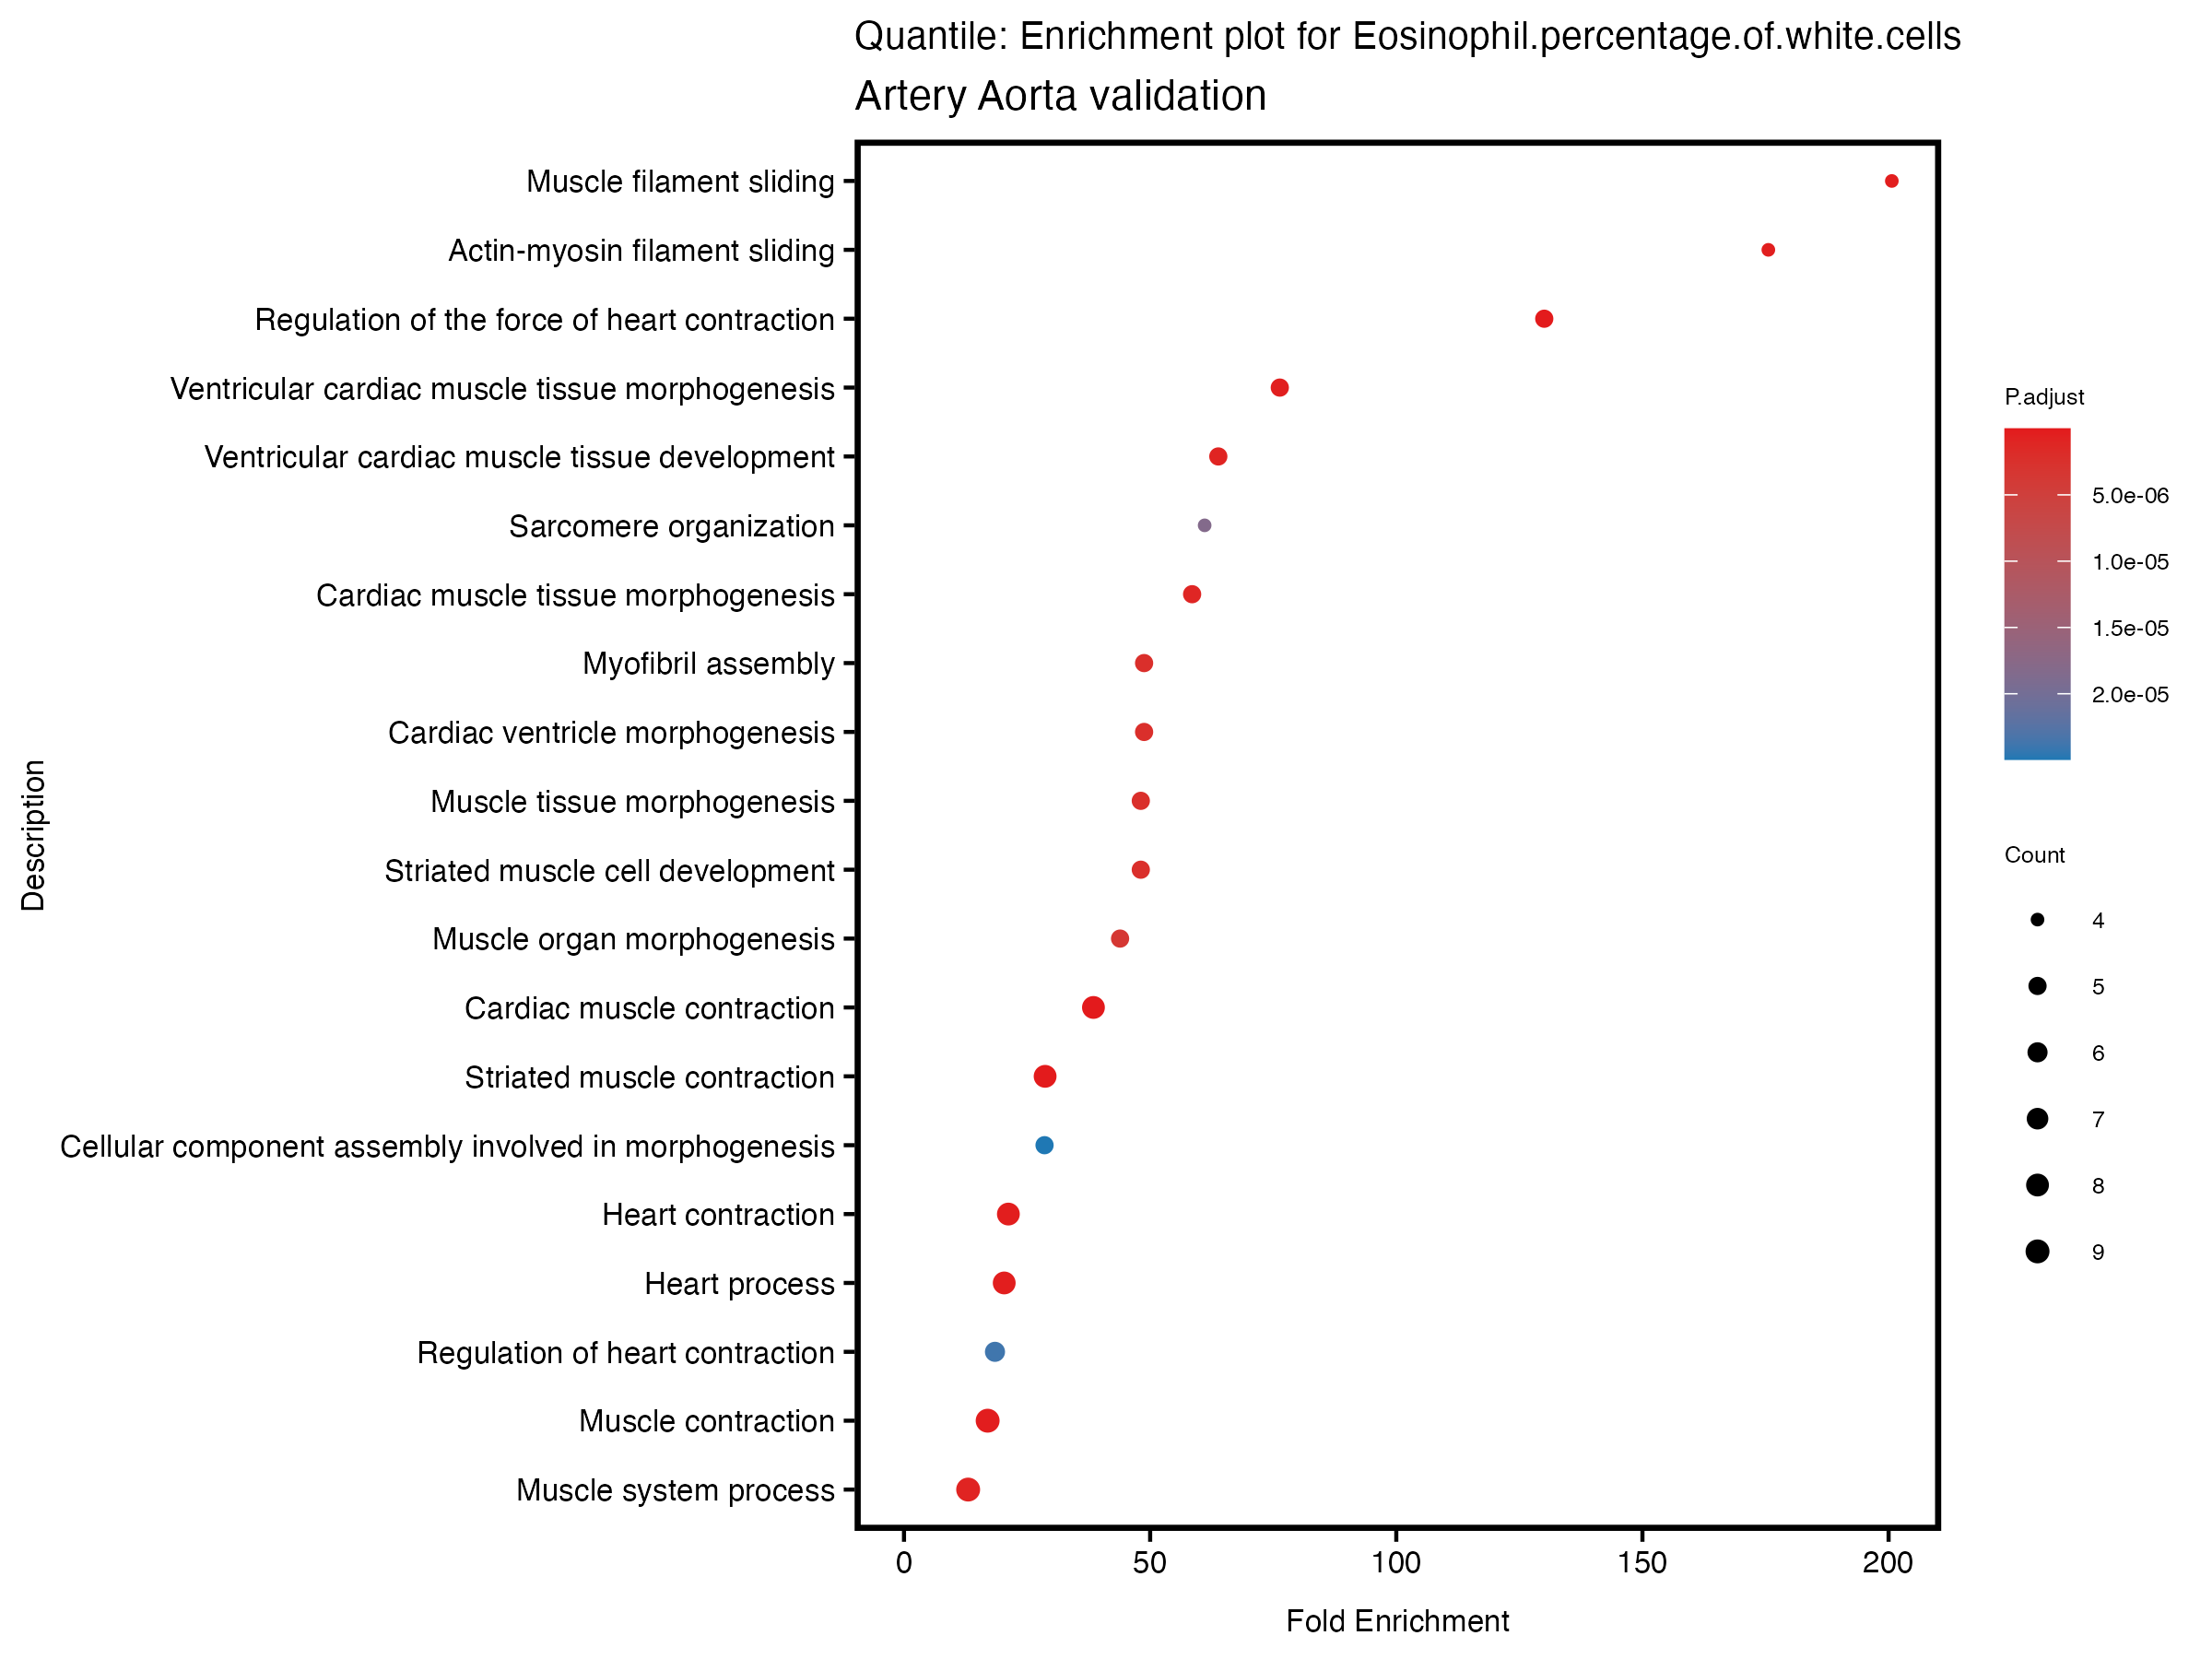 Quantile: Enrichment plot for Eosinophil.percentage.of.white.cells
Artery Aorta validation
Description
Muscle filament sliding
Actin-myosin filament sliding
Regulation of the force of heart contraction
Ventricular cardiac muscle tissue morphogenesis
Ventricular cardiac muscle tissue development
Sarcomere organization
Cardiac muscle tissue morphogenesis
Myofibril assembly
Cardiac ventricle morphogenesis
Muscle tissue morphogenesis
Striated muscle cell development
Muscle organ morphogenesis
Cardiac muscle contraction
Striated muscle contraction
Cellular component assembly involved in morphogenesis
Heart contraction
Heart process
Regulation of heart contraction
Muscle contraction
Muscle system process
0 50 100 150 200
Fold Enrichment
P.adjust
5.0e-06
1.0e-05
1.5e-05
2.0e-05
Count
4
5
6
7
8
9